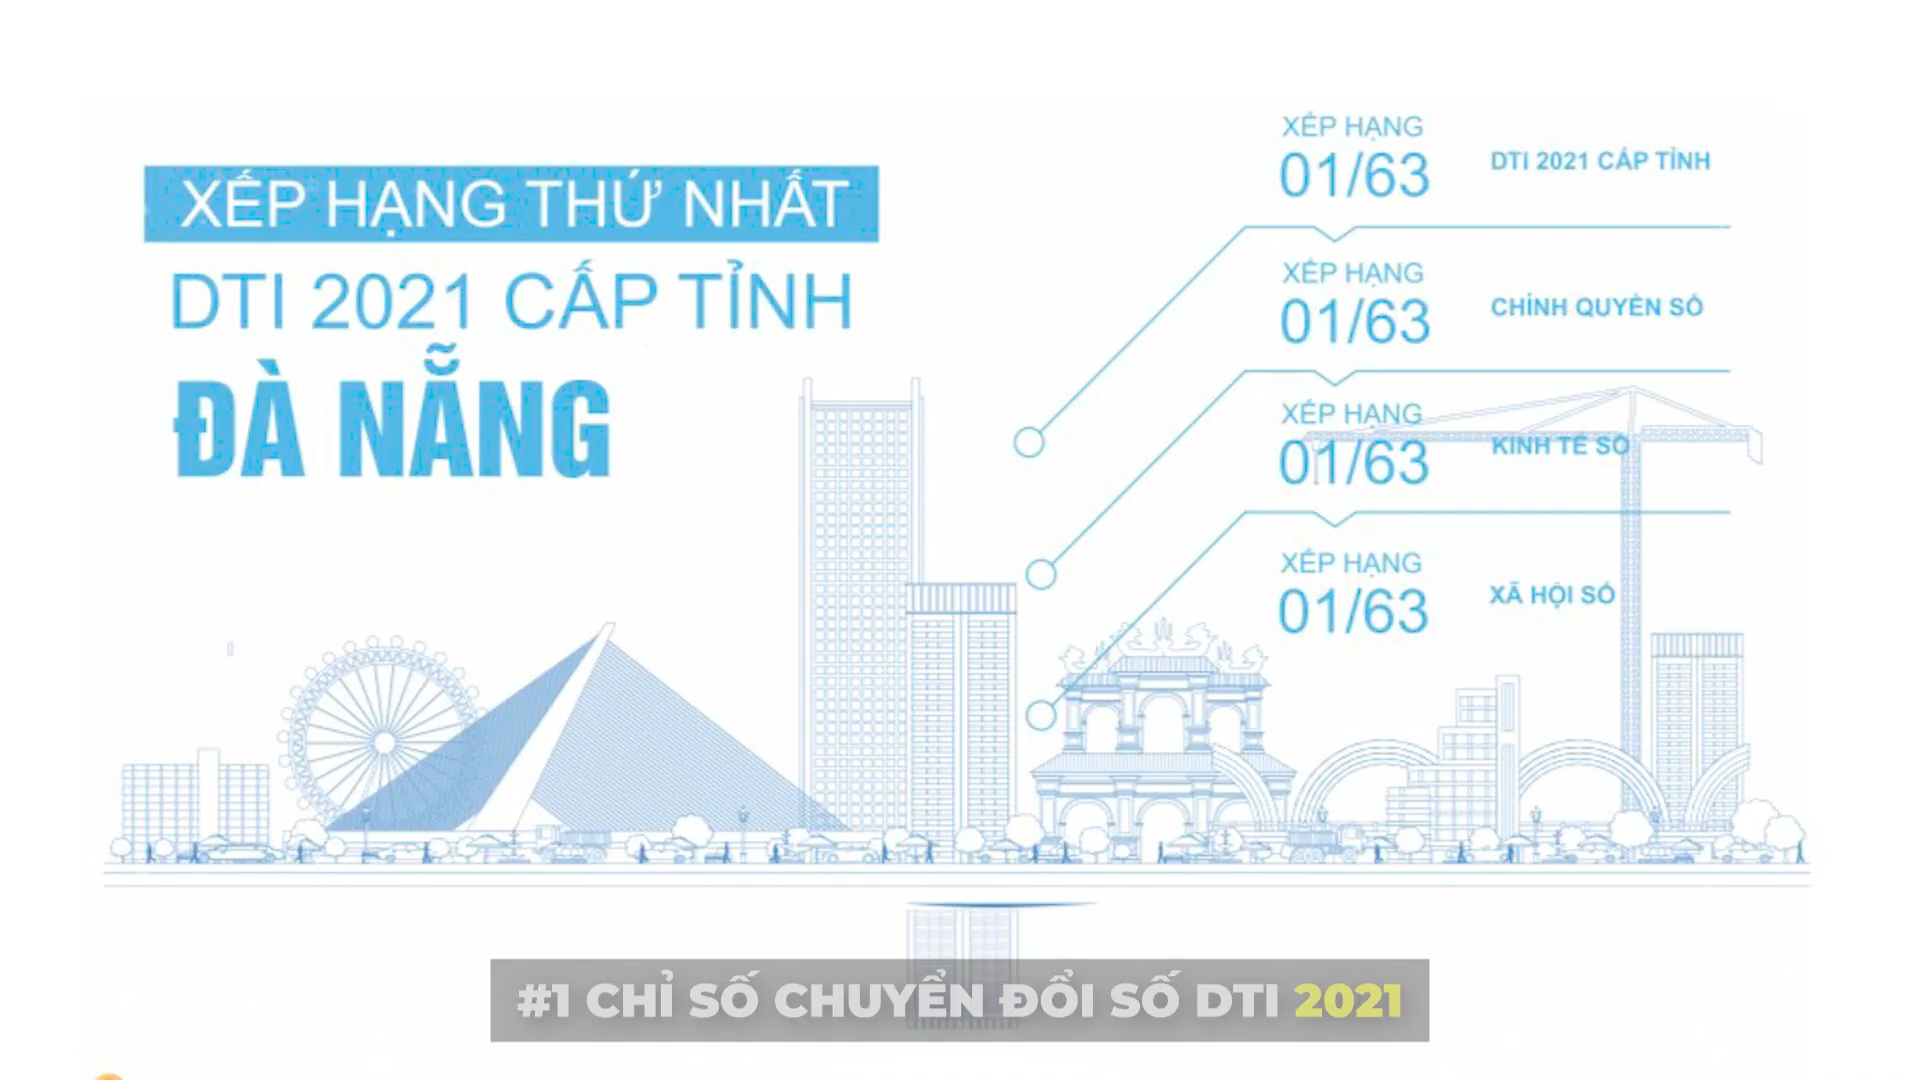 XẾP HẠNG THỨ NHẤT
DTI 2021 CẤP TỈNH
ĐÀ NẴNG
XẾP HẠNG
01/63
DTI 2021 CẤP TỈNH
XẾP HẠNG
01/63
CHÍNH QUYỀN SỐ
XẾP HẠNG
01/63
KINH TẾ SỐ
XẾP HẠNG
01/63
XÃ HỘI SỐ
#1 CHỈ SỐ CHUYỂN ĐỔI SỐ DTI 2021